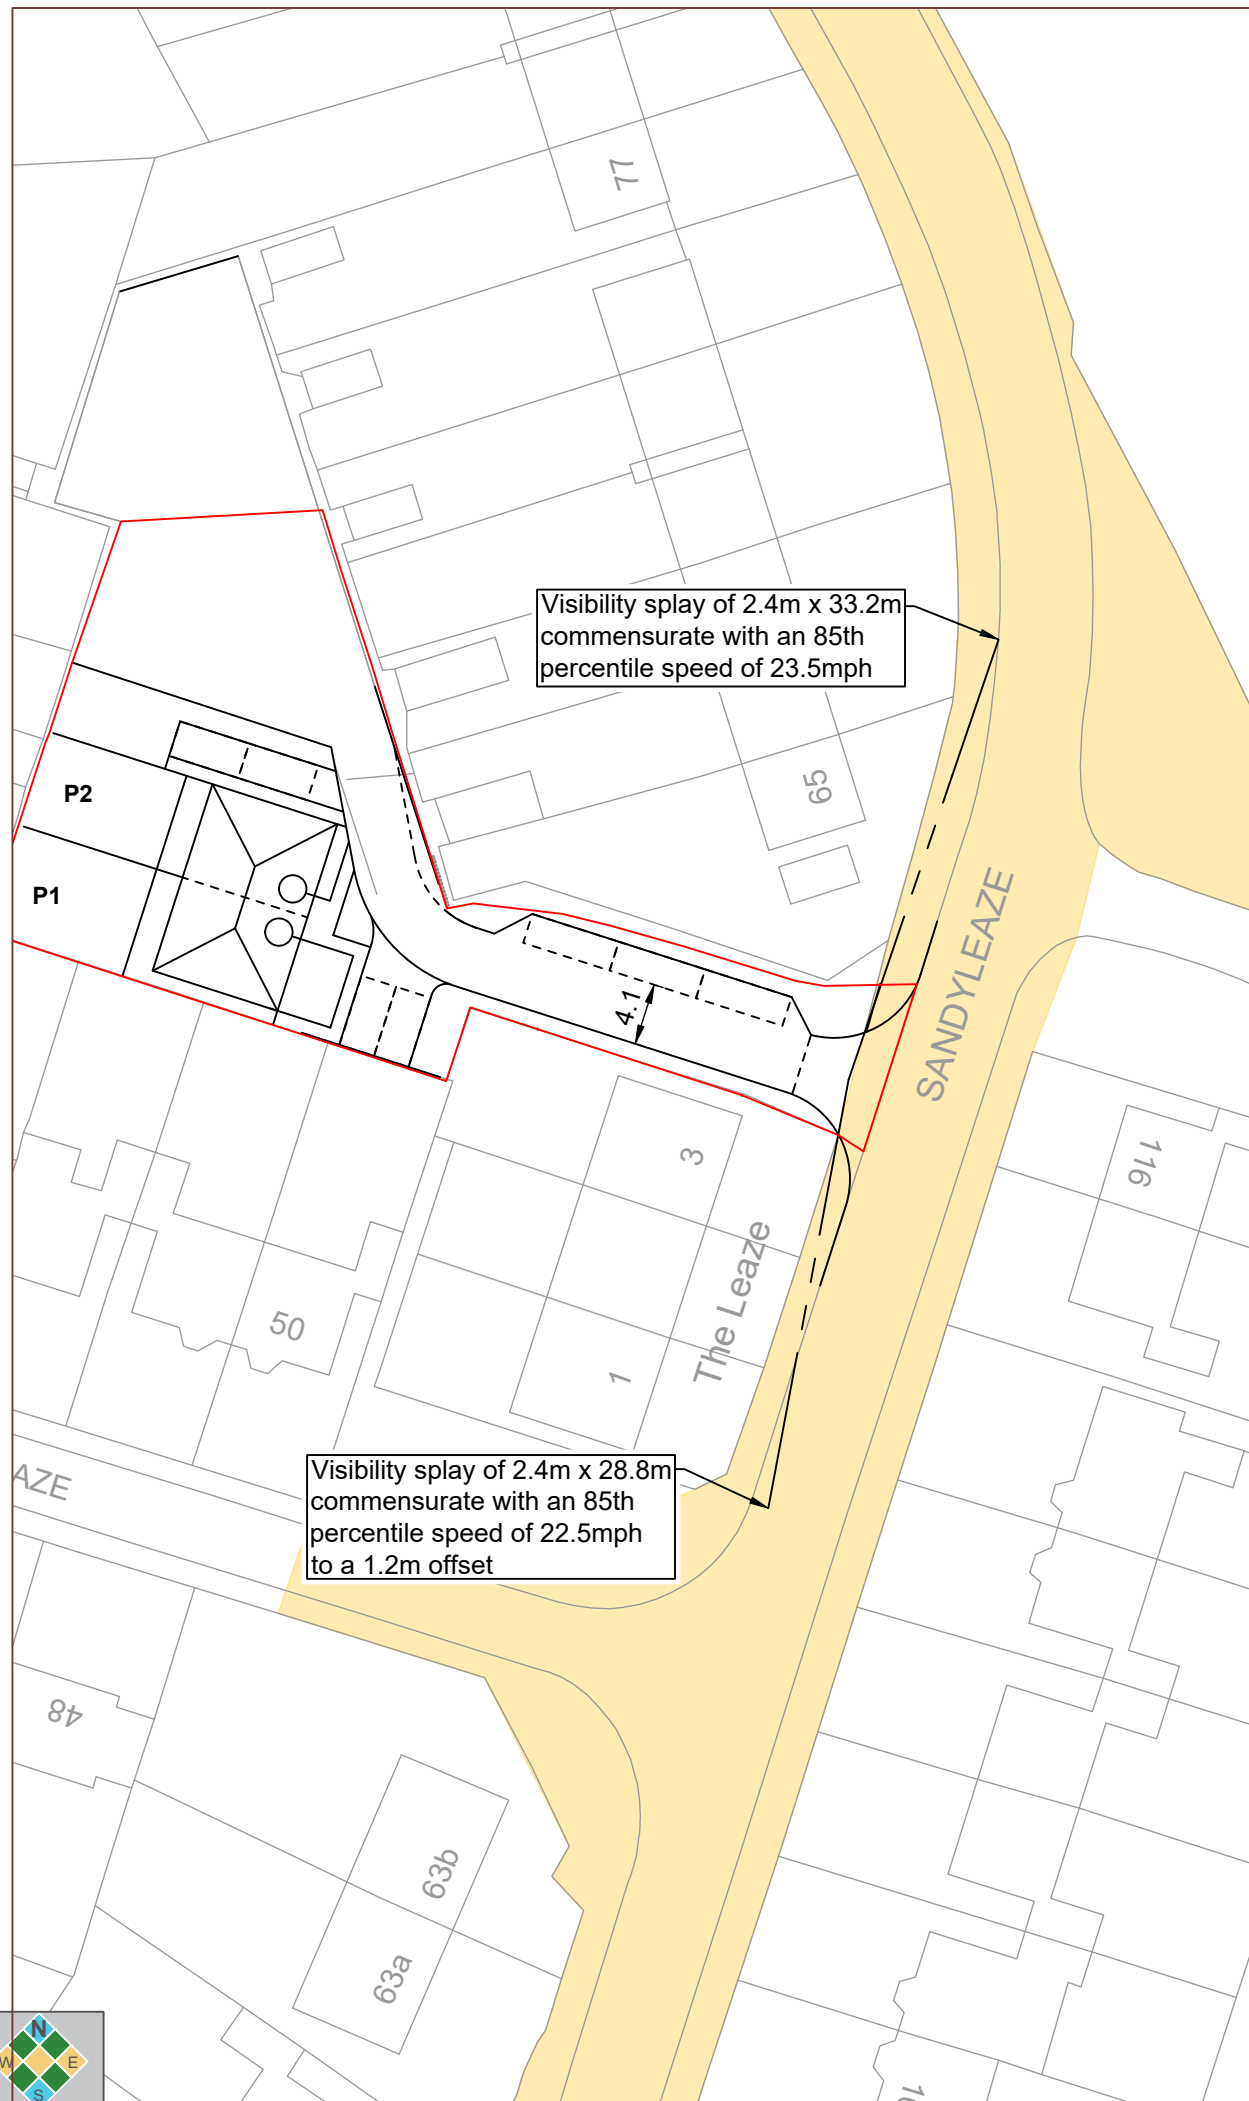 77
Visibility splay of 2.4m x 33.2m
commensurate with an 85th
percentile speed of 23.5mph
65
P2
P1
4.1
SANDYLEAZE
116
3
The Leaze
1
50
Visibility splay of 2.4m x 28.8m
commensurate with an 85th
percentile speed of 22.5mph
to a 1.2m offset
AZE
48
63b
63a
N
W
E
S